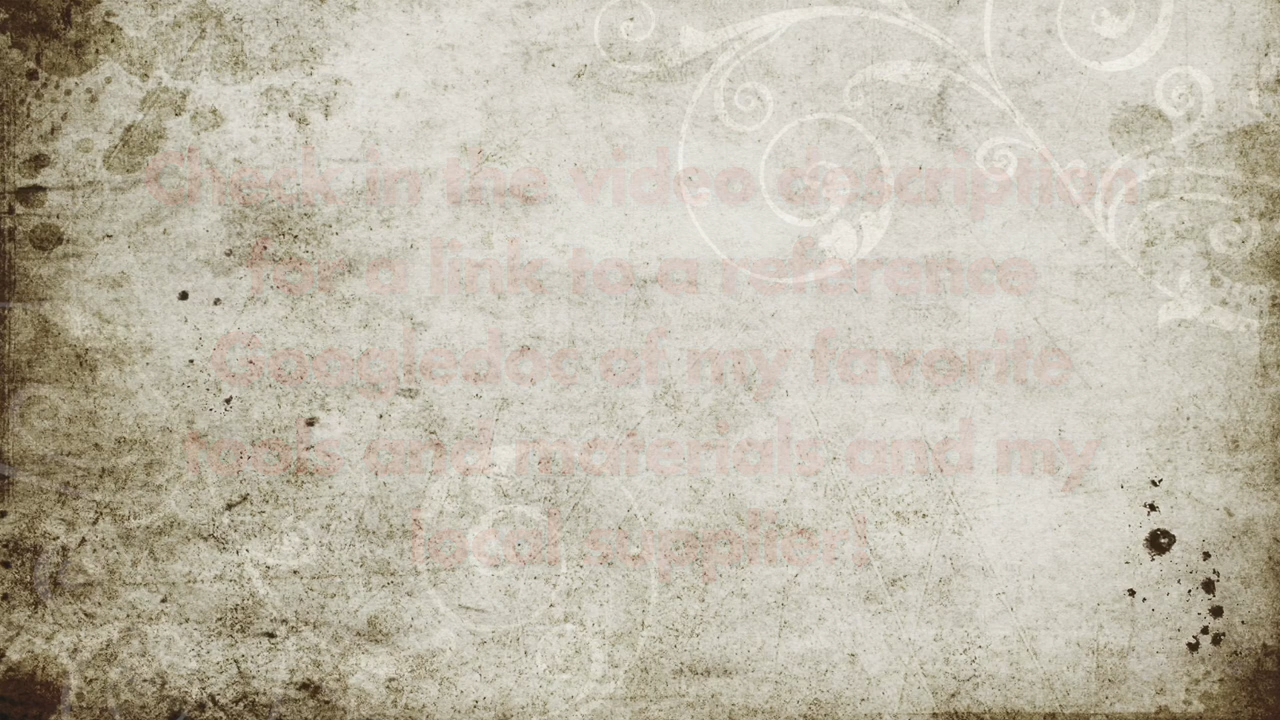 Check in the video description
for a link to a reference
Googledoc of my favorite
tools and materials and my
local supplier!